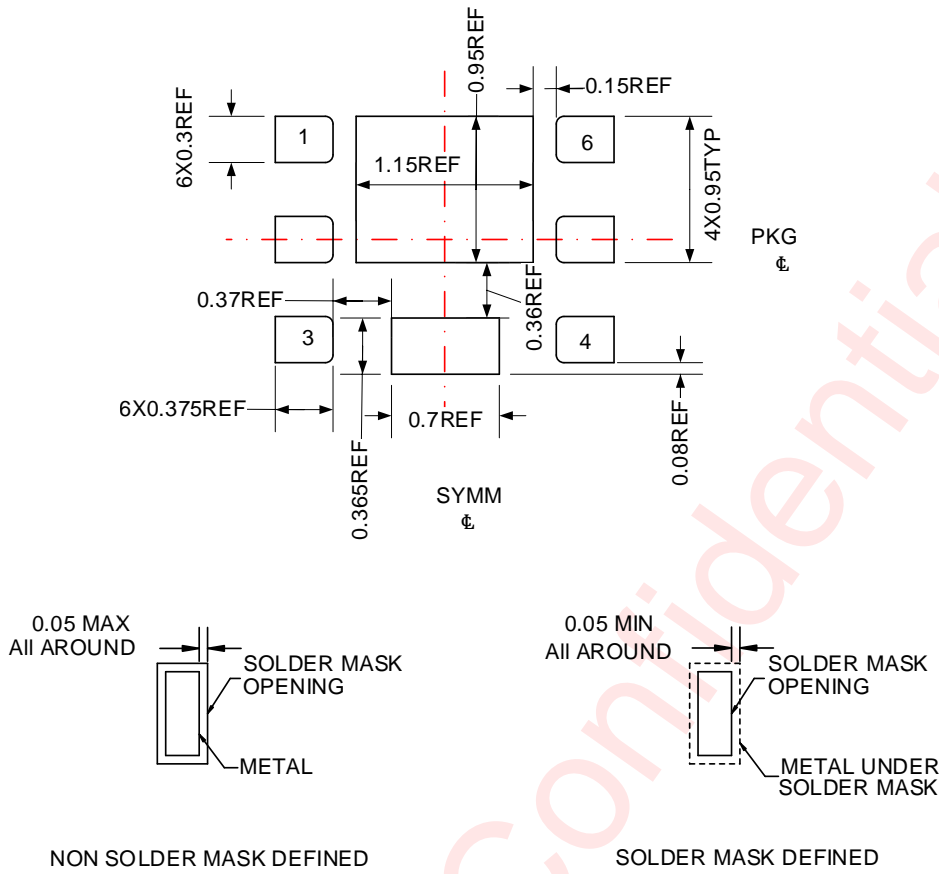 0.95REF
0.15REF
6X0.3REF
1
6
1.15REF
4X0.95TYP
PKG
℄
0.37REF
0.36REF
3
4
6X0.375REF
0.7REF
0.365REF
0.08REF
SYMM
℄
0.05 MAX
All AROUND
SOLDER MASK
OPENING
METAL
NON SOLDER MASK DEFINED
0.05 MIN
All AROUND
SOLDER MASK
OPENING
METAL UNDER
SOLDER MASK
SOLDER MASK DEFINED
Confidential